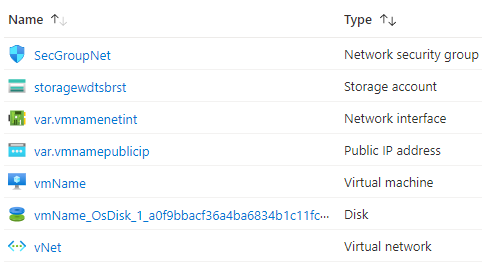 Name ↑↓ Type ↑↓
SecGroupNet Network security group
storagewdtsbrst Storage account
var.vmnamenetint Network interface
var.vmnamepublicip Public IP address
vmName Virtual machine
vmName_OsDisk_1_a0f9bbacf36a4ba6834b1c11fc... Disk
vNet Virtual network